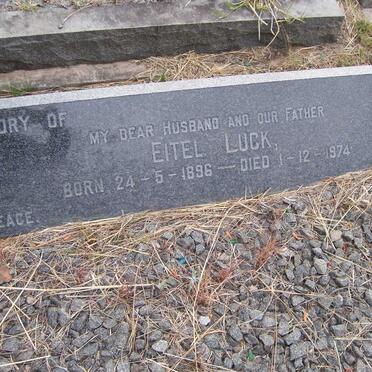 ORY OF
MY DEAR HUSBAND AND OUR FATHER
EITEL LUCK,
BORN 24-5-1896 — DIED 1-12-1974
EACE.